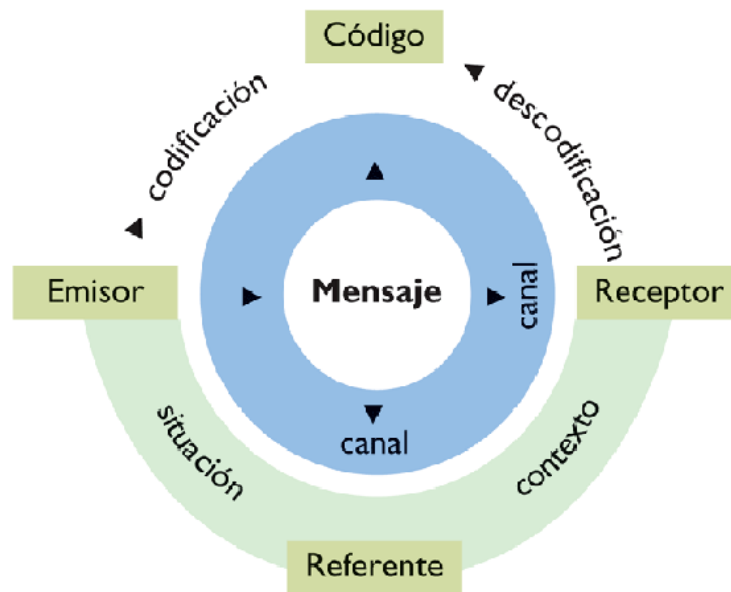 Código
codificación
descodificación
Emisor
Mensaje
canal
Receptor
canal
situación
contexto
Referente